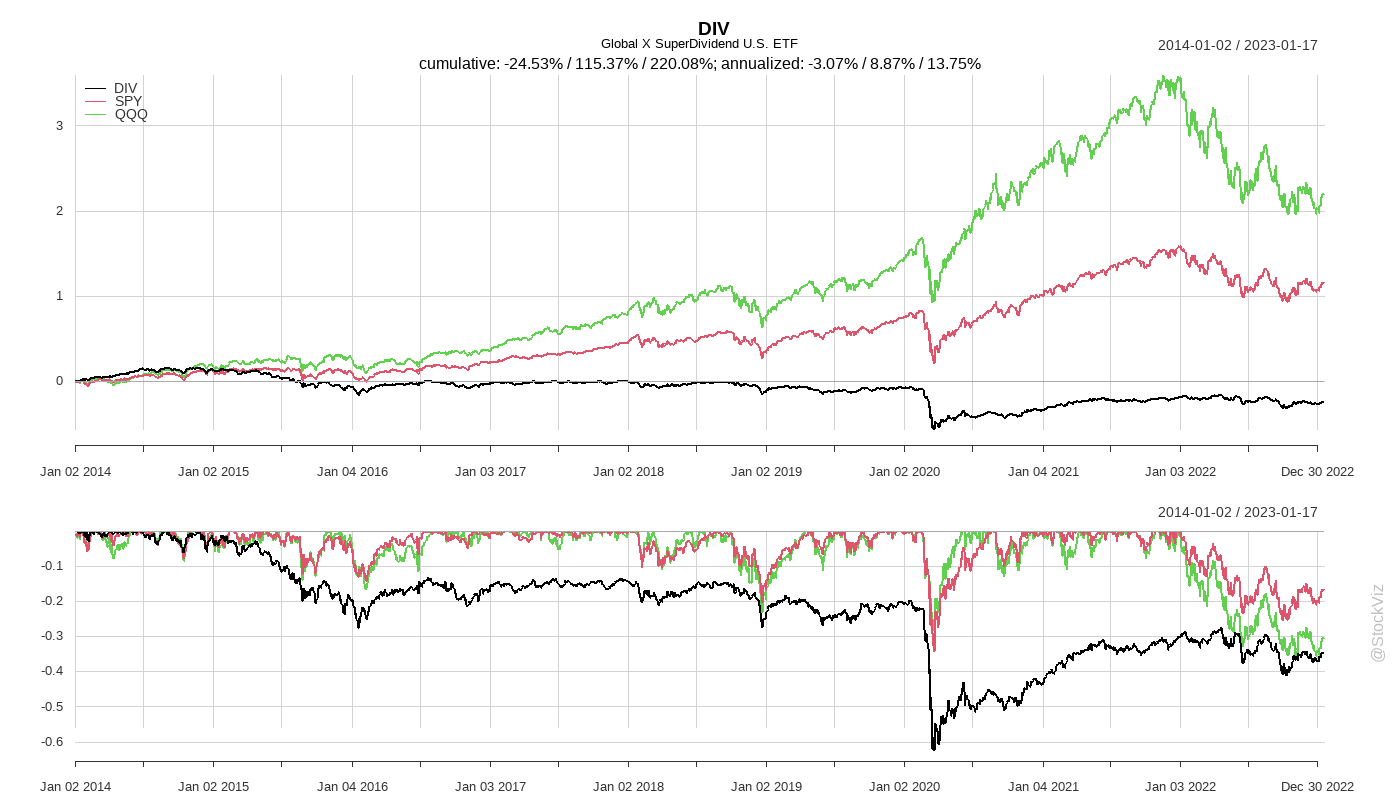 DIV
Global X SuperDividend U.S. ETF
2014-01-02 / 2023-01-17
cumulative: -24.53% / 115.37% / 220.08%; annualized: -3.07% / 8.87% / 13.75%
DIV
SPY
QQQ
3
2
1
0
Jan 02 2014 Jan 02 2015 Jan 04 2016 Jan 03 2017 Jan 02 2018 Jan 02 2019 Jan 02 2020 Jan 04 2021 Jan 03 2022 Dec 30 2022
2014-01-02 / 2023-01-17
-0.1
-0.2
-0.3
-0.4
-0.5
-0.6
Jan 02 2014 Jan 02 2015 Jan 04 2016 Jan 03 2017 Jan 02 2018 Jan 02 2019 Jan 02 2020 Jan 04 2021 Jan 03 2022 Dec 30 2022
@StockViz